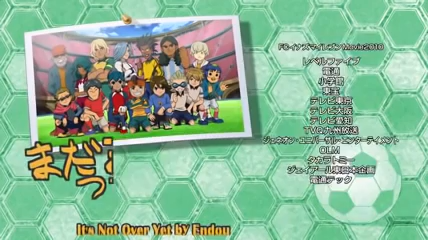 FCイナズマイレブンMovie2010
レベルファイブ
電通
小学館
東宝
テレビ東京
テレビ大阪
テレビ愛知
TVQ九州放送
ジェネオン・ユニバーサル・エンターテイメント
OLM
タカラトミー
ジェイアール東日本企画
電通テック
まだっ
It's Not Over Yet by Endou